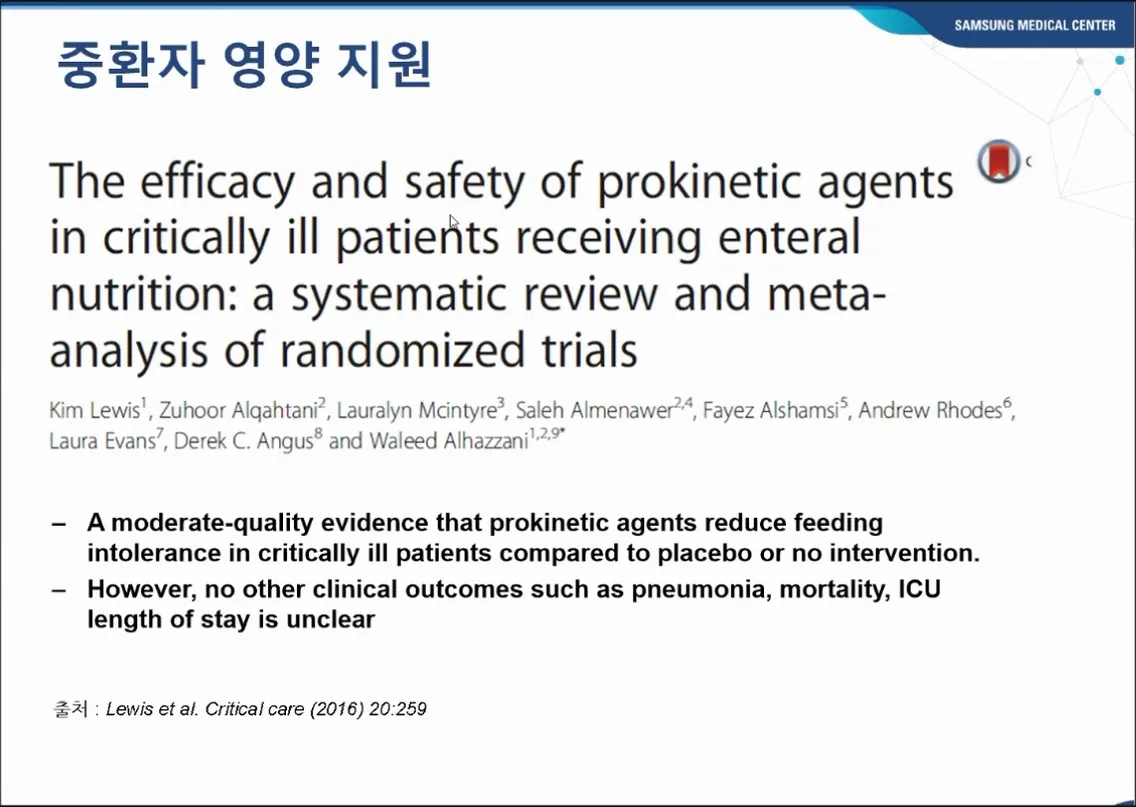 SAMSUNG MEDICAL CENTER
중환자 영양 지원
The efficacy and safety of prokinetic agents
in critically ill patients receiving enteral
nutrition: a systematic review and meta-
analysis of randomized trials
Kim Lewis1, Zuhoor Alqahtani2, Lauralyn Mcintyre3, Saleh Almenawer2,4, Fayez Alshamsi5, Andrew Rhodes6,
Laura Evans7, Derek C. Angus8 and Waleed Alhazzani1,2,9*
– A moderate-quality evidence that prokinetic agents reduce feeding
intolerance in critically ill patients compared to placebo or no intervention.
– However, no other clinical outcomes such as pneumonia, mortality, ICU
length of stay is unclear
출처 : Lewis et al. Critical care (2016) 20:259